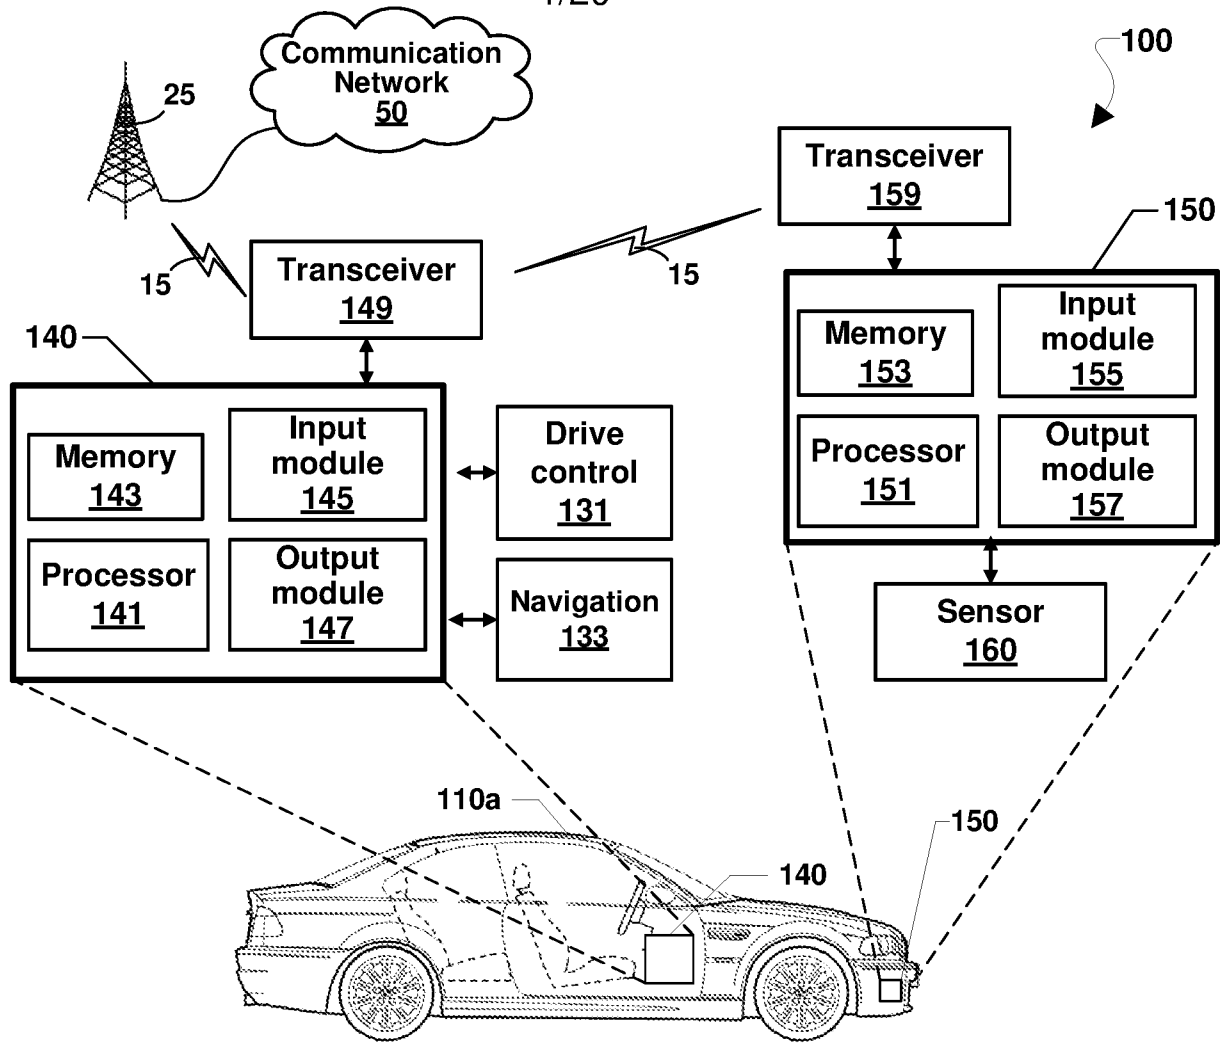 Communication
Network
50
25
100
Transceiver
159
150
15
15
Transceiver
149
140
Memory
153
Input
module
155
Processor
151
Output
module
157
Memory
143
Input
module
145
Processor
141
Output
module
147
Drive
control
131
Navigation
133
Sensor
160
110a
140
150